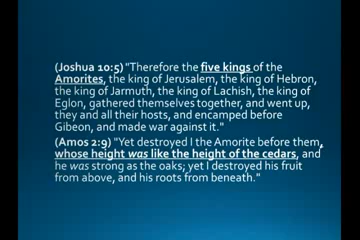 (Joshua 10:5) "Therefore the five kings of the
Amorites, the king of Jerusalem, the king of Hebron,
the king of Jarmuth, the king of Lachish, the king of
Eglon, gathered themselves together, and went up,
they and all their hosts, and encamped before
Gibeon, and made war against it."
(Amos 2:9) "Yet destroyed I the Amorite before them,
whose height was like the height of the cedars, and
he was strong as the oaks; yet I destroyed his fruit
from above, and his roots from beneath."